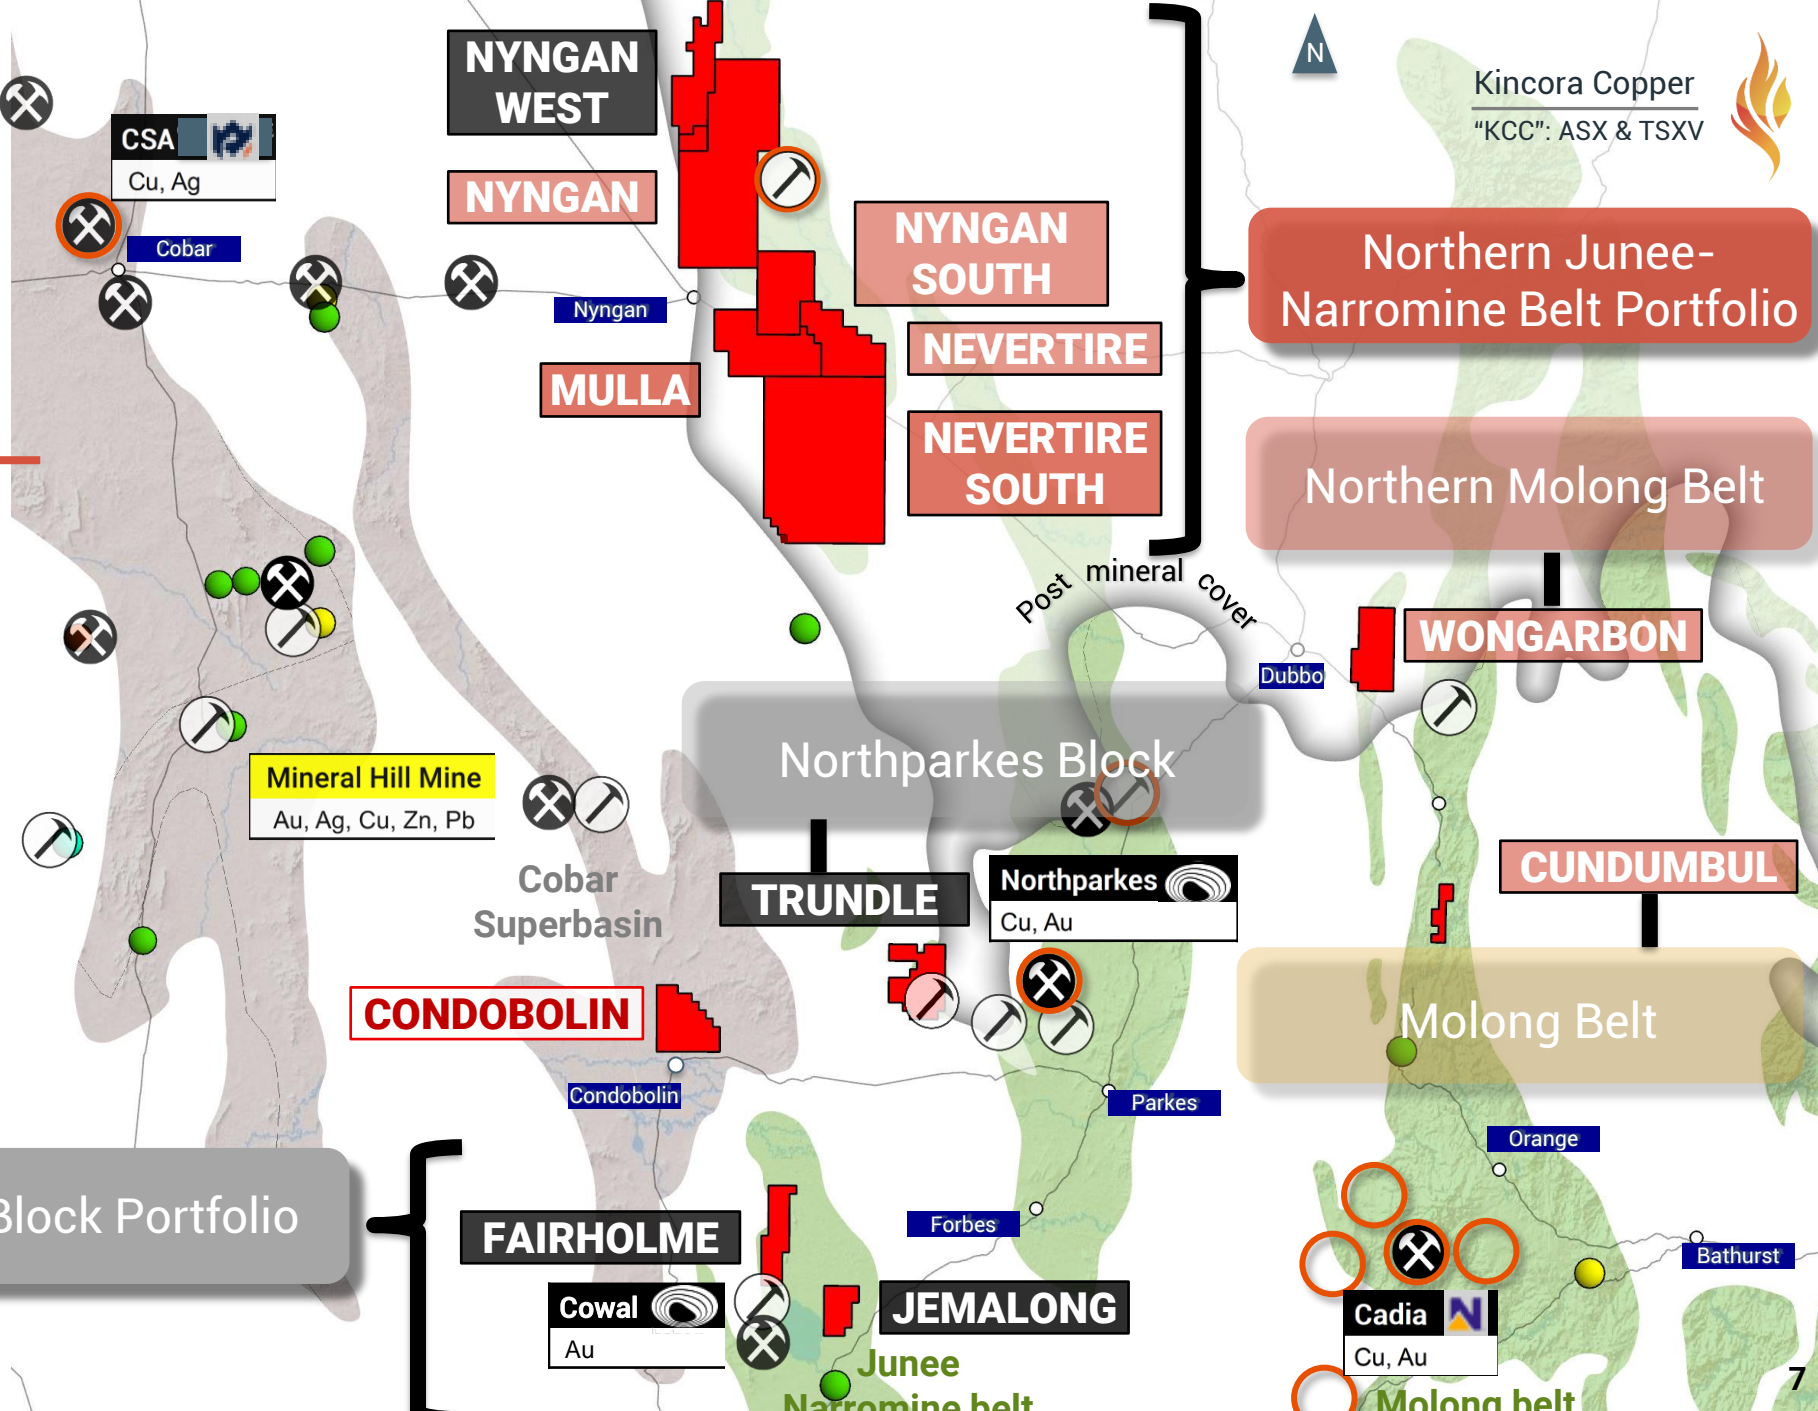 NYNGAN
WEST
N
Kincora Copper
“KCC”: ASX & TSXV
CSA
Cu, Ag
NYNGAN
Cobar
NYNGAN
SOUTH
Northern Junee-
Narromine Belt Portfolio
Nyngan
NEVERTIRE
MULLA
NEVERTIRE
SOUTH
Northern Molong Belt
Post mineral cover
WONGARBON
Dubbo
Northparkes Block
Mineral Hill Mine
Au, Ag, Cu, Zn, Pb
Cobar
Superbasin
TRUNDLE
Northparkes
Cu, Au
CUNDUMBUL
CONDOBOLIN
Molong Belt
Condobolin
Parkes
Orange
Block Portfolio
FAIRHOLME
Forbes
Bathurst
Cowal
Au
JEMALONG
Cadia
Cu, Au
Junee
Narromine belt
Molong belt
7